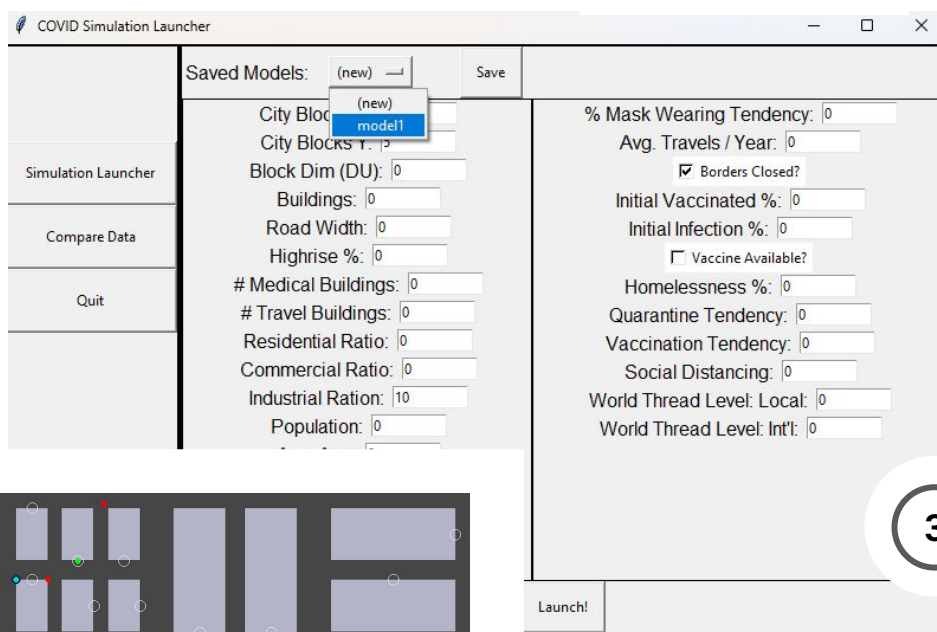 COVID Simulation Launcher
Saved Models: (new) Save
(new)
model1
City Bloc
City Blocks Y: 5
Block Dim (DU): 0
Buildings: 0
Road Width: 0
Highrise %: 0
# Medical Buildings: 0
# Travel Buildings: 0
Residential Ratio: 0
Commercial Ratio: 0
Industrial Ration: 10
Population: 0
Simulation Launcher
Compare Data
Quit
% Mask Wearing Tendency: 0
Avg. Travels / Year: 0
Borders Closed?
Initial Vaccinated %: 0
Initial Infection %: 0
Vaccine Available?
Homelessness %: 0
Quarantine Tendency: 0
Vaccination Tendency: 0
Social Distancing: 0
World Thread Level: Local: 0
World Thread Level: Int'l: 0
3
Launch!